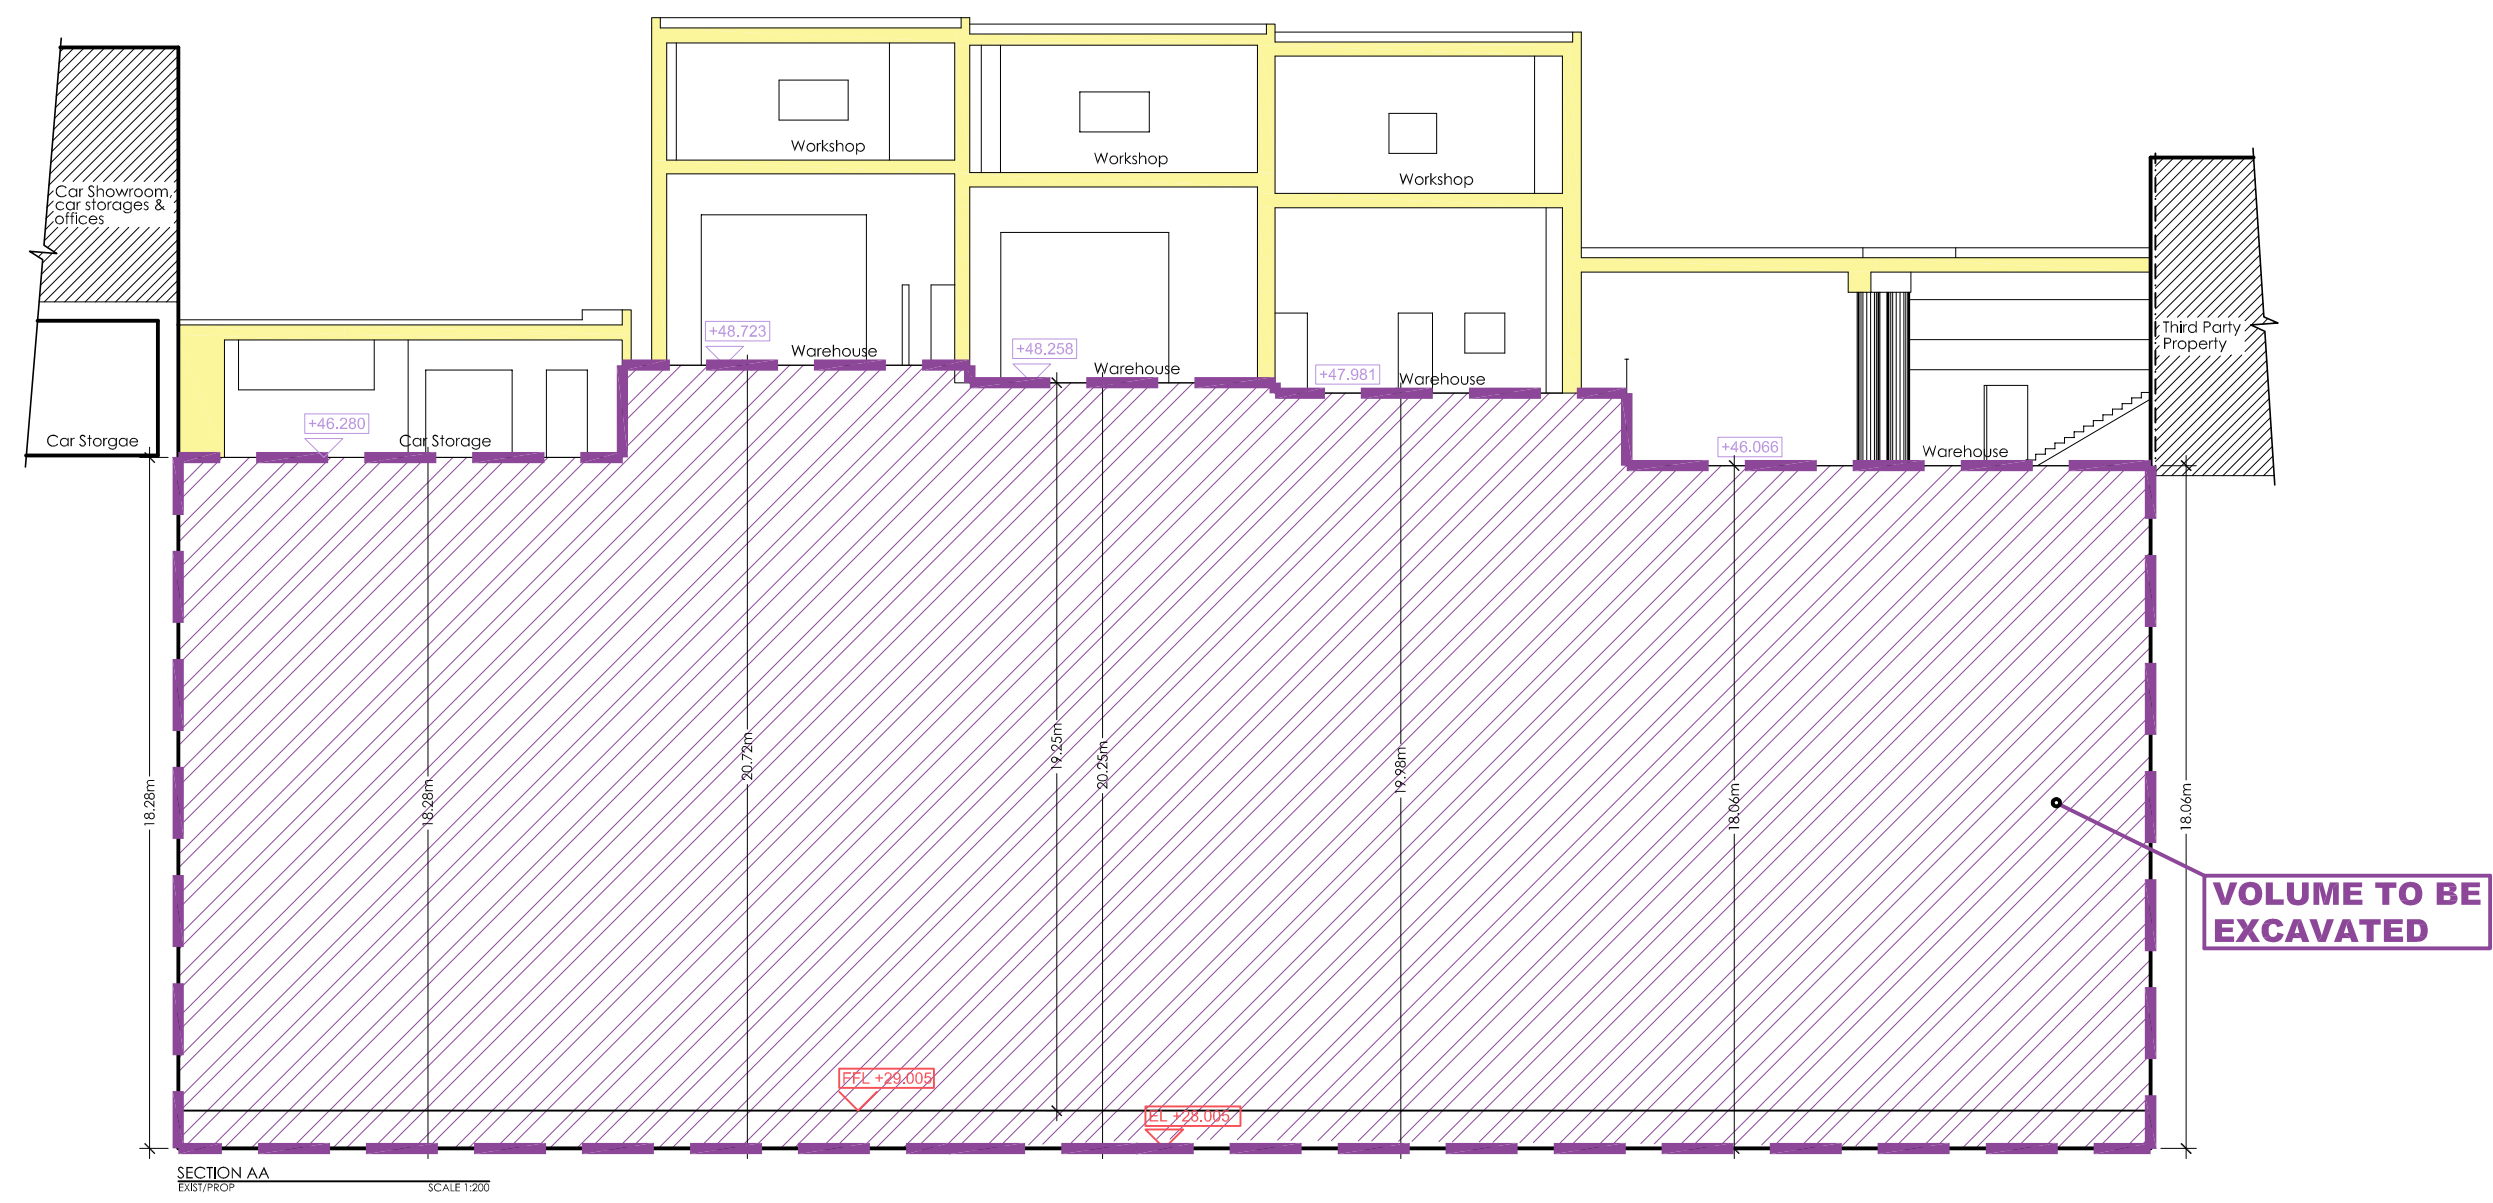 Workshop
Workshop
Workshop
Car Showroom,
car storages &
offices
Third Party
Property
+48.723
+48.258
+47.981
+46.280
+46.066
Warehouse
Warehouse
Warehouse
Warehouse
Car Storgae
Car Storage
18.28m
18.28m
20.72m
19.25m
20.25m
19.98m
18.06m
18.06m
VOLUME TO BE
EXCAVATED
FFL +29.005
EL +28.005
SECTION AA
EXIST/PROP
SCALE 1:200